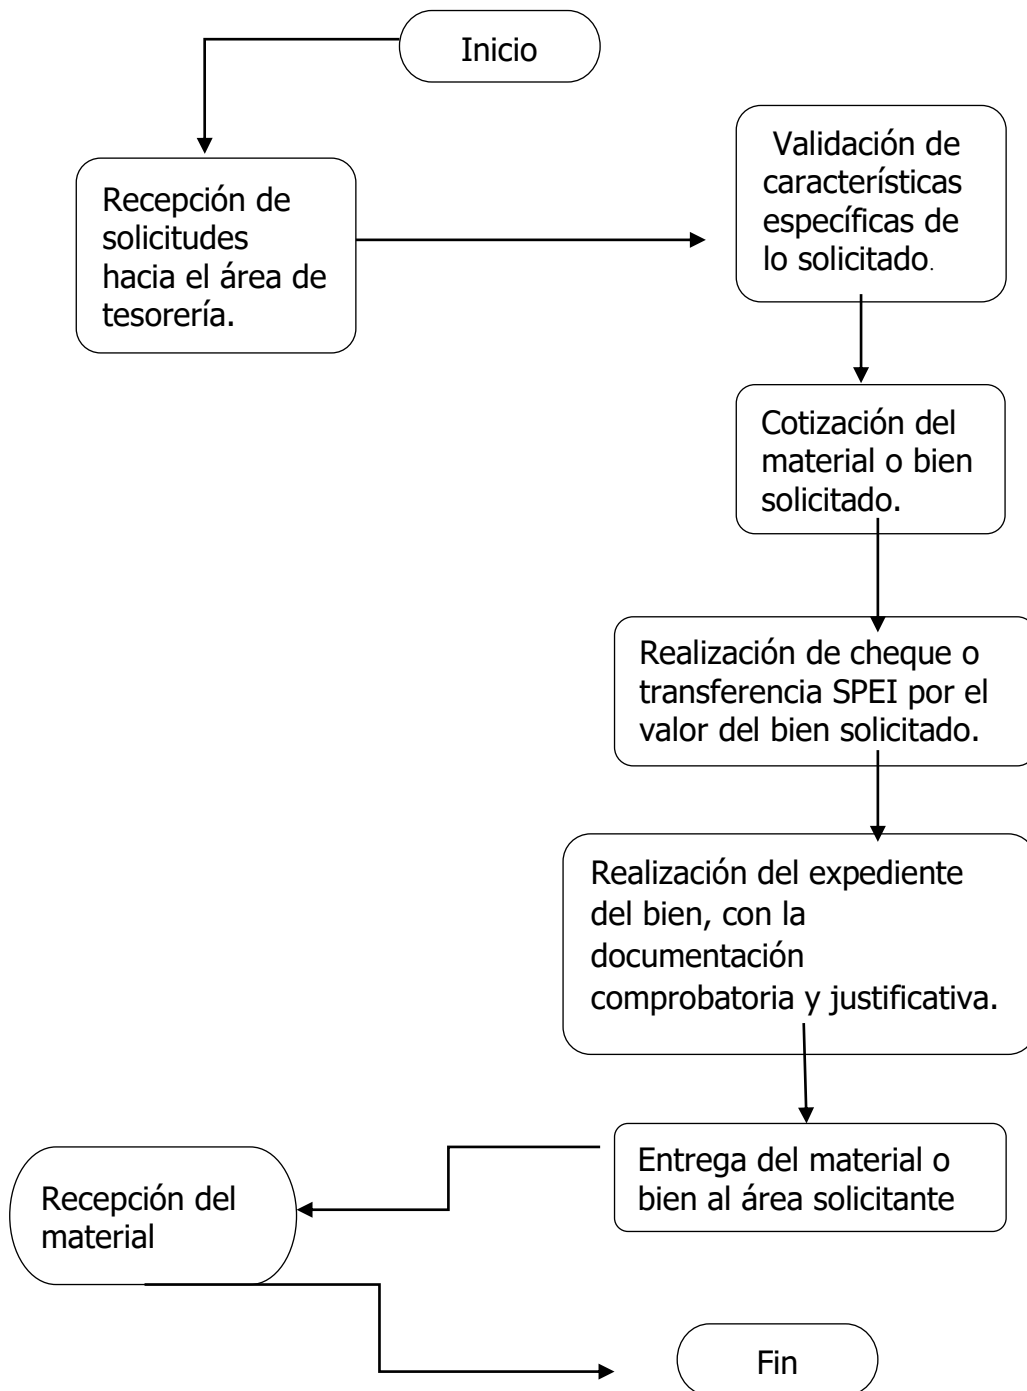 Inicio
Recepción de
solicitudes
hacia el área de
tesorería.
Validación de
características
específicas de
lo solicitado.
Cotización del
material o bien
solicitado.
Realización de cheque o
transferencia SPEI por el
valor del bien solicitado.
Realización del expediente
del bien, con la
documentación
comprobatoria y justificativa.
Entrega del material o
bien al área solicitante
Recepción del
material
Fin